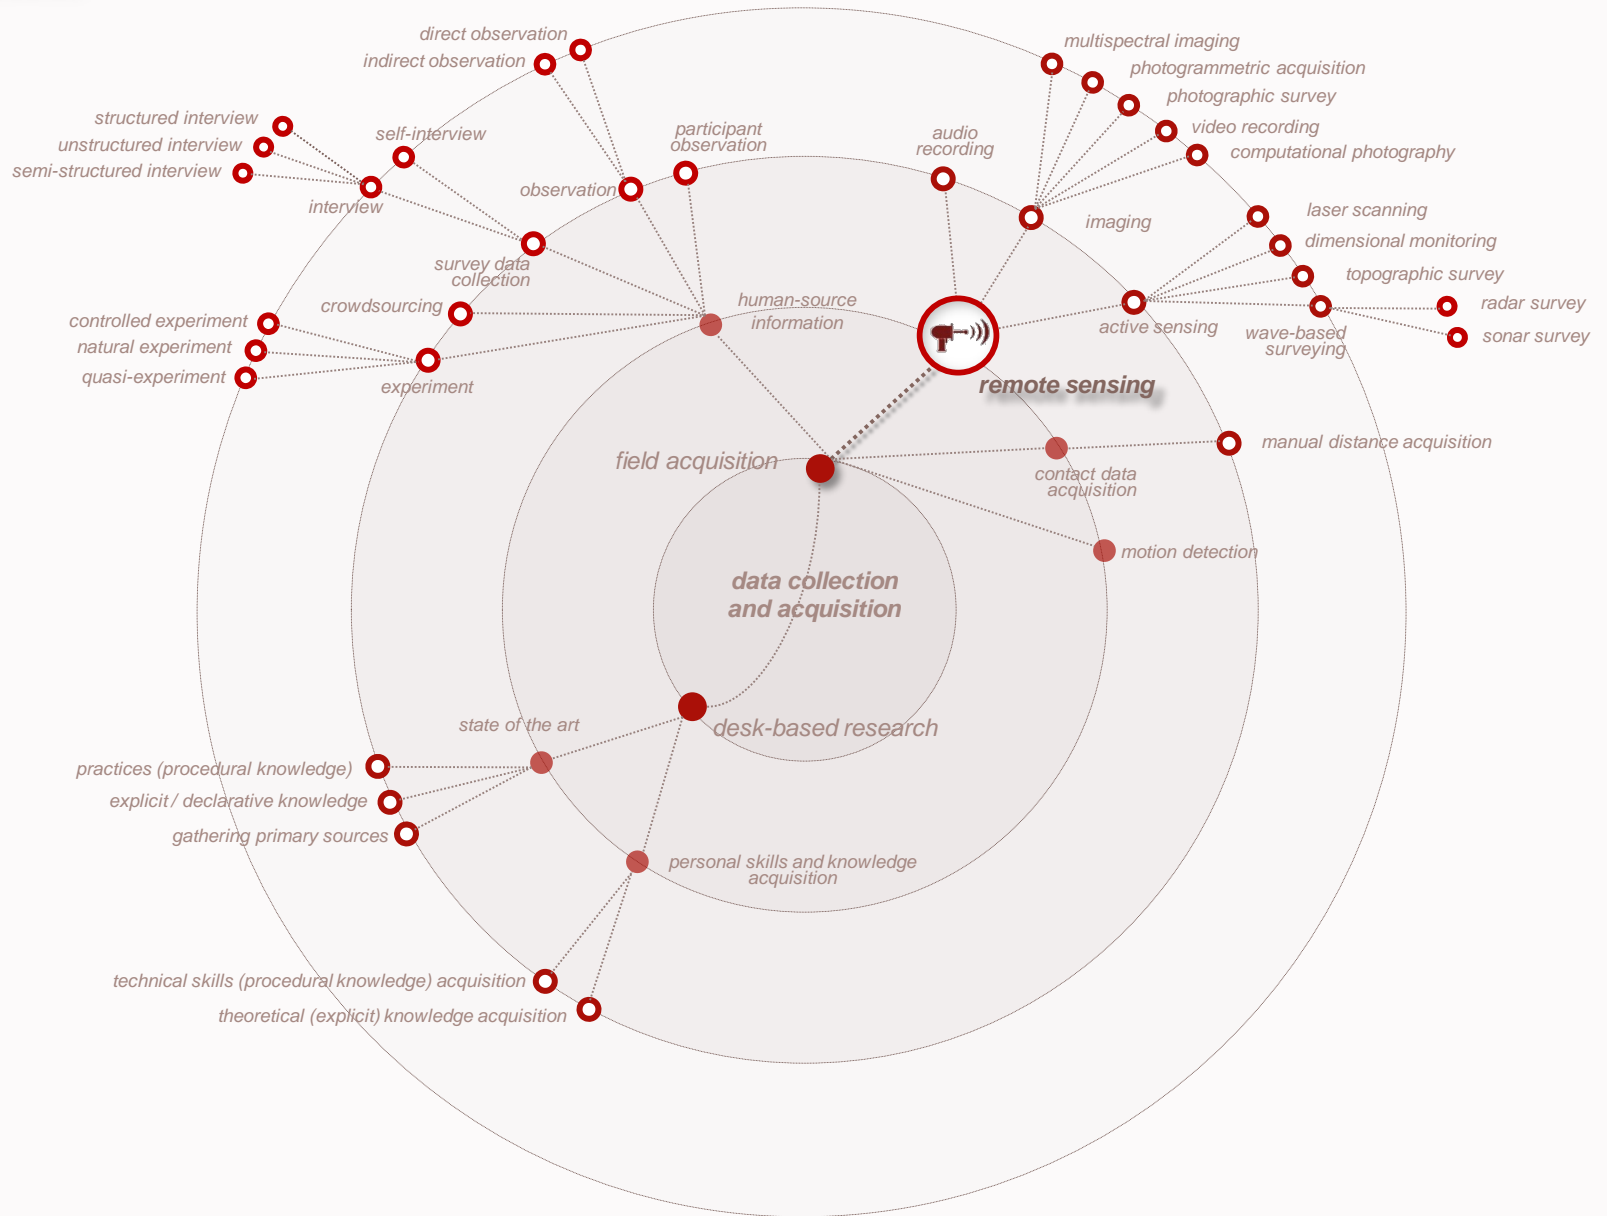 direct observation
indirect observation
multispectral imaging
photogrammetric acquisition
photographic survey
video recording
computational photography
structured interview
unstructured interview
semi-structured interview
self-interview
interview
participant
observation
observation
audio
recording
imaging
laser scanning
dimensional monitoring
topographic survey
radar survey
sonar survey
wave-based
surveying
active sensing
survey data
collection
crowdsourcing
human-source
information
controlled experiment
natural experiment
quasi-experiment
experiment
remote sensing
field acquisition
manual distance acquisition
contact data
acquisition
motion detection
data collection
and acquisition
state of the art
desk-based research
practices (procedural knowledge)
explicit / declarative knowledge
gathering primary sources
personal skills and knowledge
acquisition
technical skills (procedural knowledge) acquisition
theoretical (explicit) knowledge acquisition